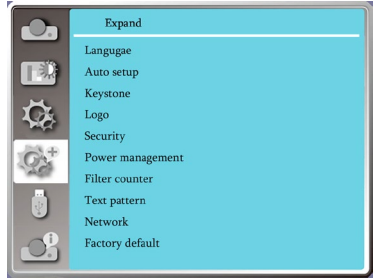 Expand
Langugae
Auto setup
Keystone
Logo
Security
Power management
Filter counter
Text pattern
Network
Factory default